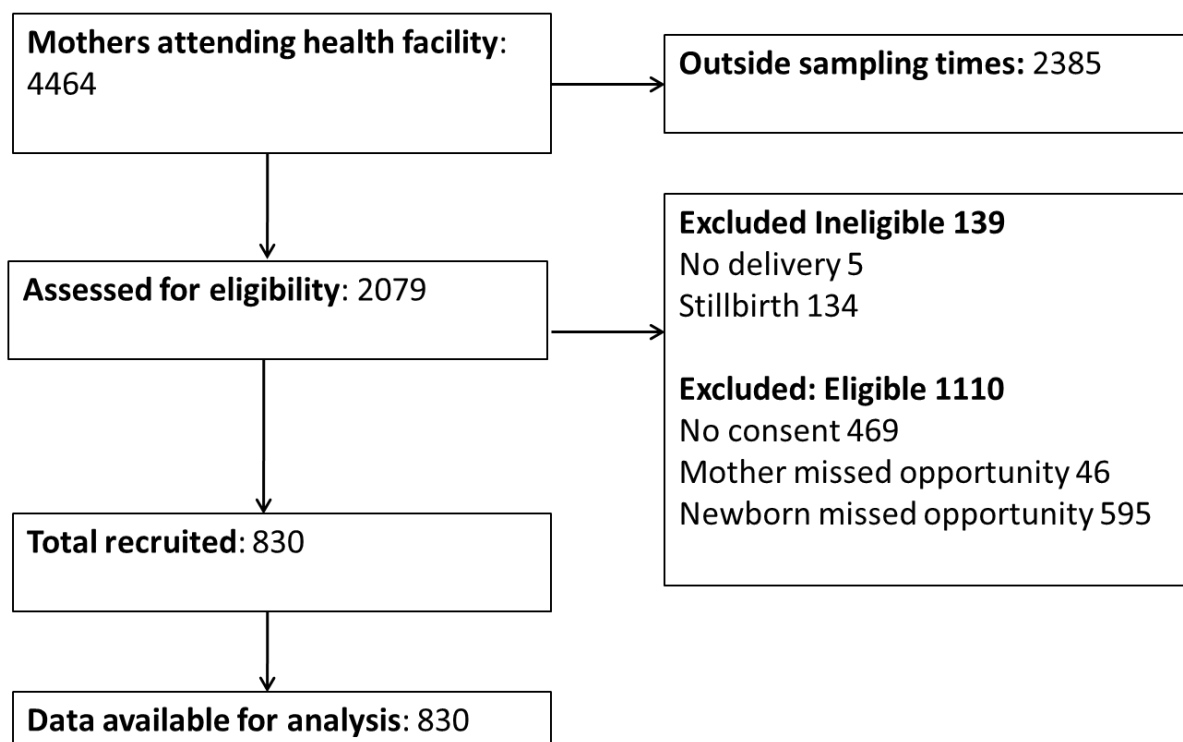 Mothers attending health facility:
4464
Outside sampling times: 2385
Assessed for eligibility: 2079
Excluded Ineligible 139
No delivery 5
Stillbirth 134
Excluded: Eligible 1110
No consent 469
Mother missed opportunity 46
Newborn missed opportunity 595
Total recruited: 830
Data available for analysis: 830